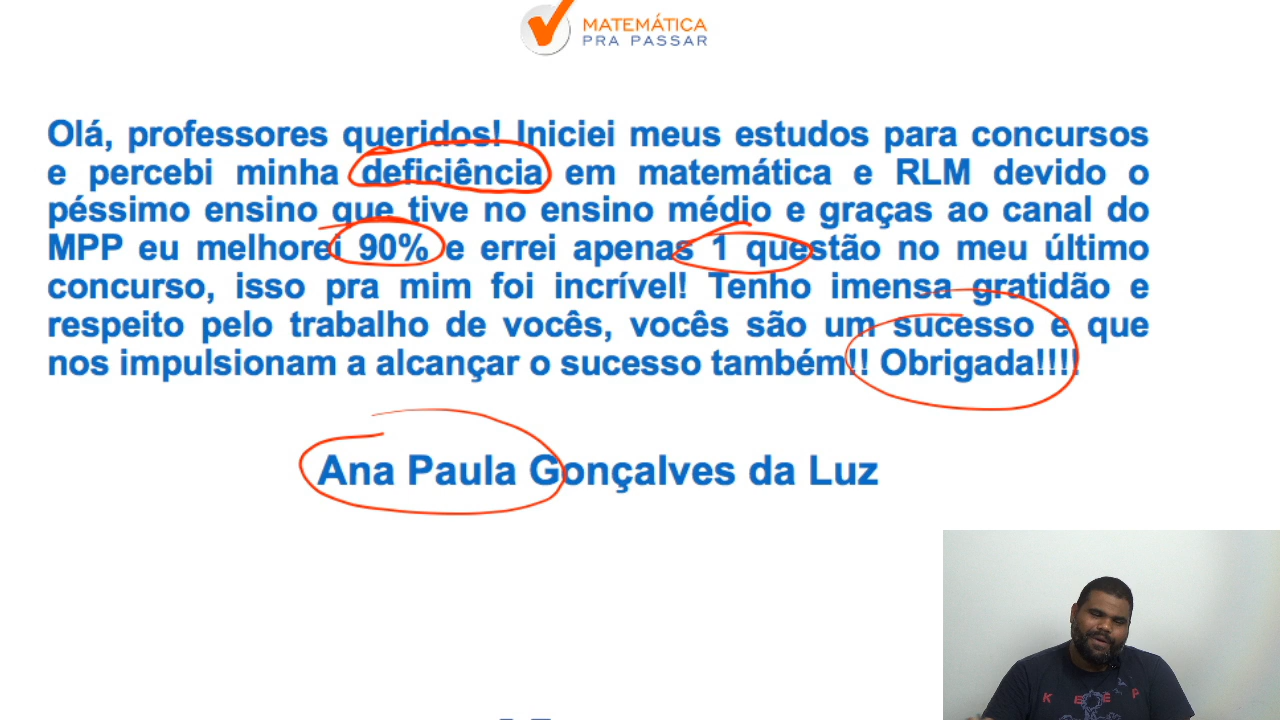 MATEMÁTICA
PRA PASSAR
Olá, professores queridos! Iniciei meus estudos para concursos
e percebi minha deficiência em matemática e RLM devido o
péssimo ensino que tive no ensino médio e graças ao canal do
MPP eu melhorei 90% e errei apenas 1 questão no meu último
concurso, isso pra mim foi incrível! Tenho imensa gratidão e
respeito pelo trabalho de vocês, vocês são um sucesso e que
nos impulsionam a alcançar o sucesso também!! Obrigada!!!!
Ana Paula Gonçalves da Luz